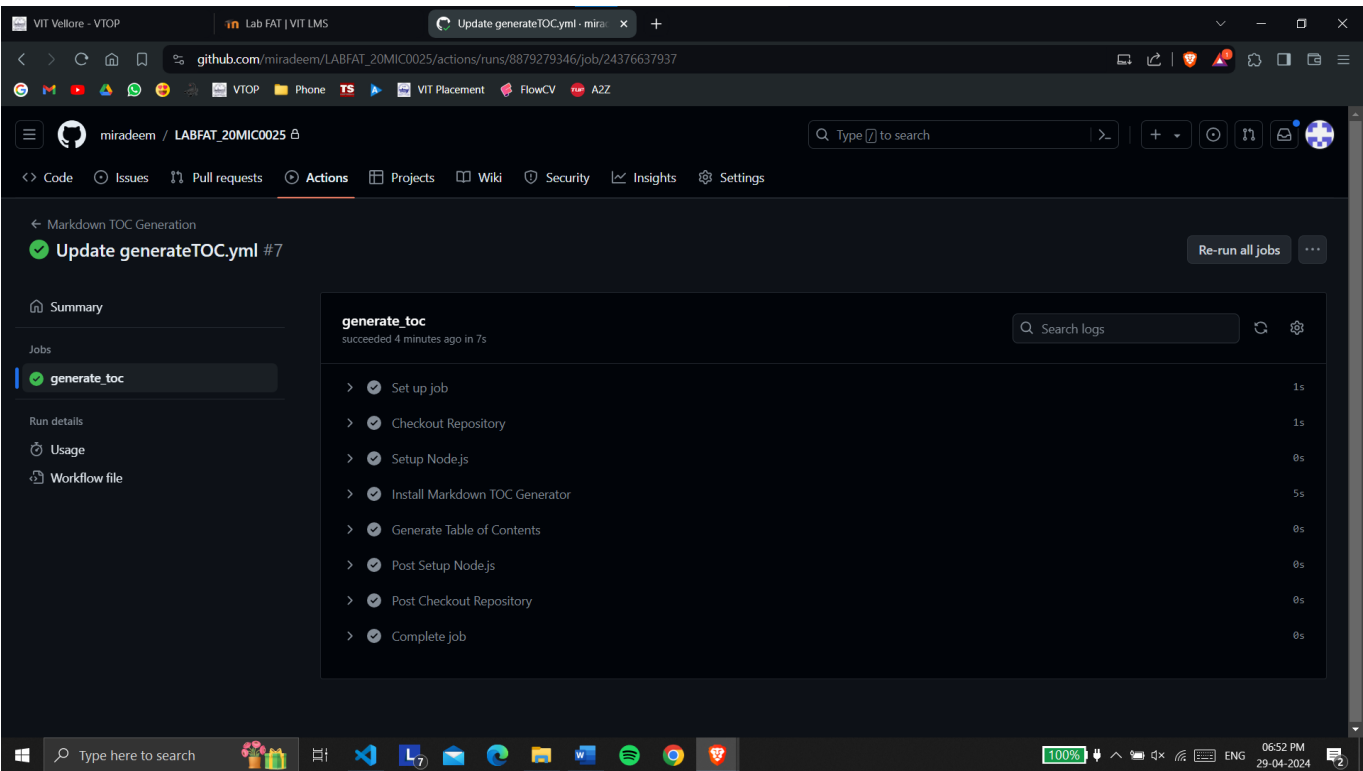 VIT Vellore - VTOP
Lab FAT | VIT LMS
Update generateTOC.yml · mirac
github.com/miradeem/LABFAT_20MIC0025/actions/runs/8879279346/job/24376637937
VTOP
Phone
TS
VIT Placement
FlowCV
TUF
A2Z
miradeem / LABFAT_20MIC0025
Type / to search
Code
Issues
Pull requests
Actions
Projects
Wiki
Security
Insights
Settings
Markdown TOC Generation
Update generateTOC.yml #7
Re-run all jobs
Summary
Jobs
generate_toc
Run details
Usage
Workflow file
generate_toc
succeeded 4 minutes ago in 7s
Search logs
Set up job 1s
Checkout Repository 1s
Setup Node.js 0s
Install Markdown TOC Generator 5s
Generate Table of Contents 0s
Post Setup Node.js 0s
Post Checkout Repository 0s
Complete job 0s
Type here to search
L 7
100%
ENG
06:52 PM
29-04-2024
2